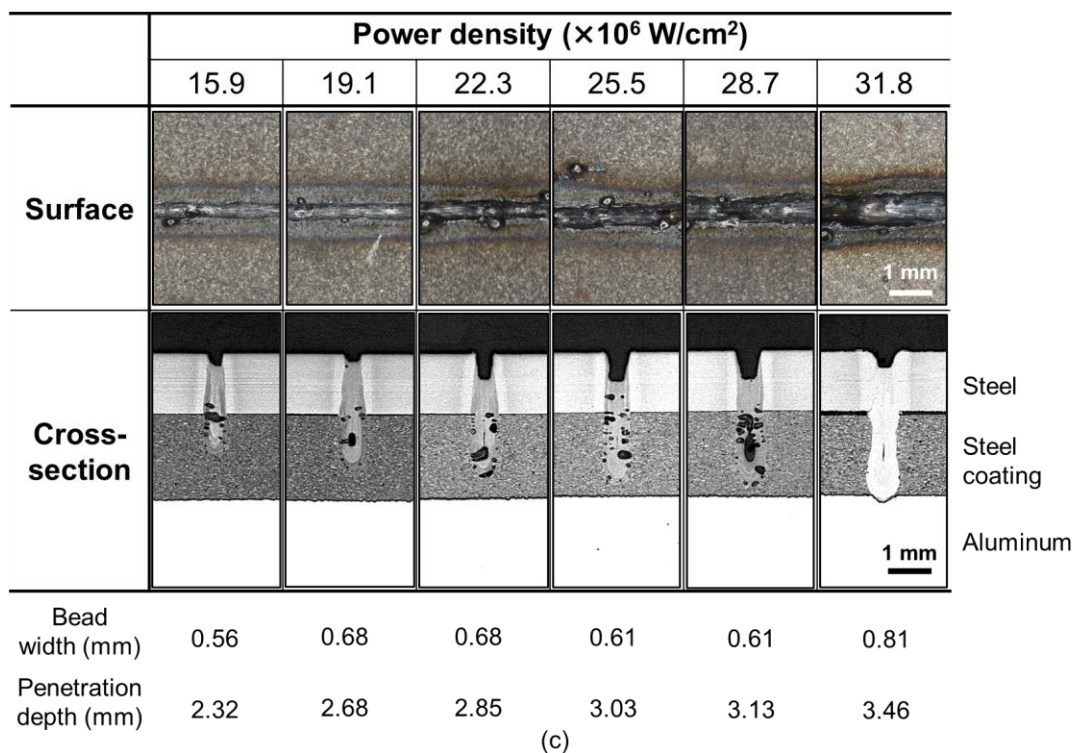 Power density (×10⁶ W/cm²)
15.9 19.1 22.3 25.5 28.7 31.8
Surface
1 mm
Cross-
section
Steel
Steel
coating
Aluminum
1 mm
Bead
width (mm) 0.56 0.68 0.68 0.61 0.61 0.81
Penetration
depth (mm) 2.32 2.68 2.85 3.03 3.13 3.46
(c)